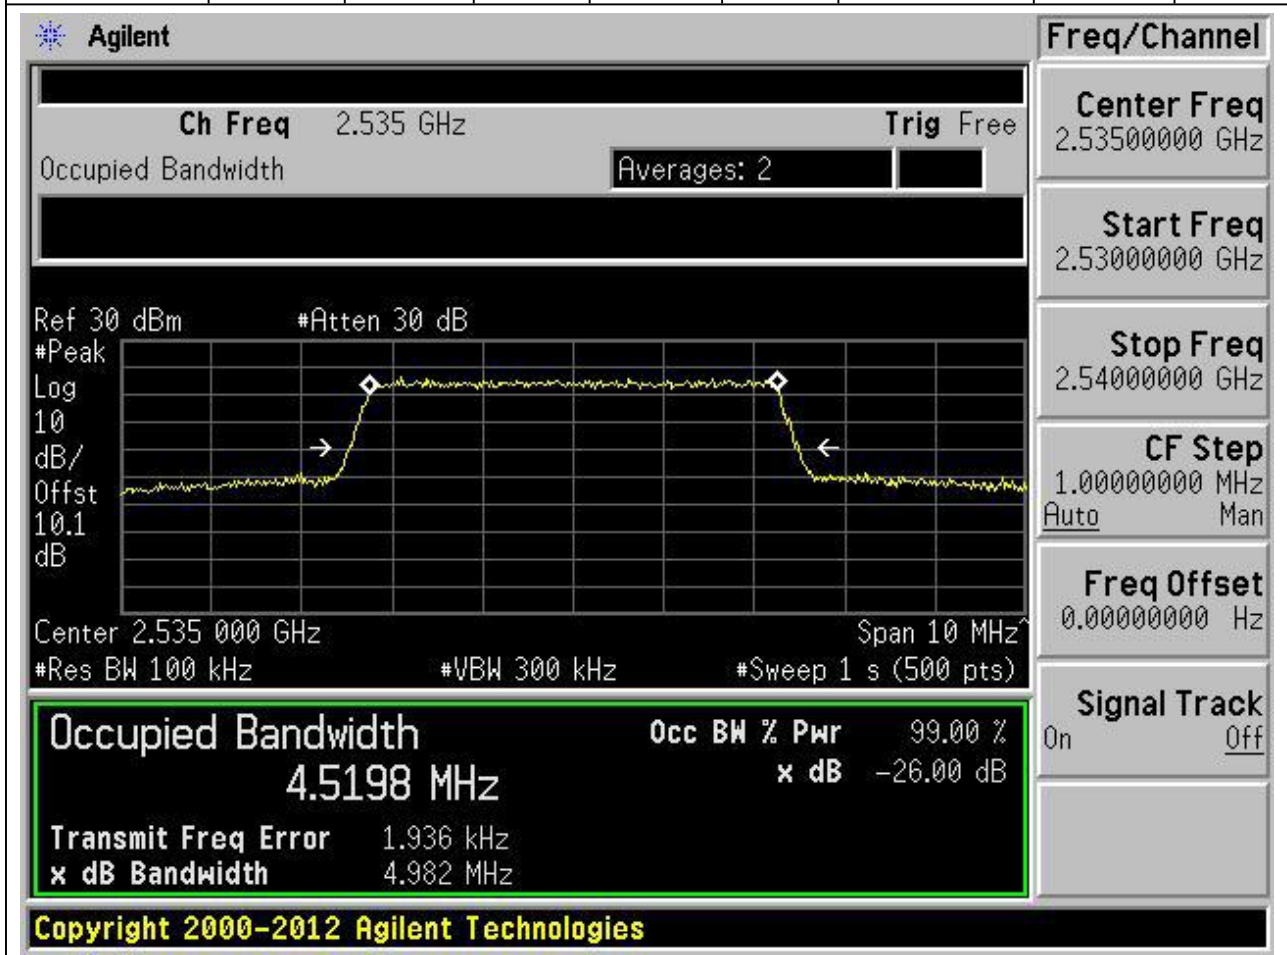 Agilent
Freq/Channel
Ch Freq 2.535 GHz Trig Free
Occupied Bandwidth Averages: 2
Ref 30 dBm #Atten 30 dB
#Peak
Log
10
dB/
Offst
10.1
dB
Center 2.535 000 GHz Span 10 MHz^
#Res BW 100 kHz #VBW 300 kHz #Sweep 1 s (500 pts)
Occupied Bandwidth
4.5198 MHz
Occ BW % Pwr 99.00 %
x dB -26.00 dB
Transmit Freq Error 1.936 kHz
x dB Bandwidth 4.982 MHz
Copyright 2000-2012 Agilent Technologies
Center Freq
2.53500000 GHz
Start Freq
2.53000000 GHz
Stop Freq
2.54000000 GHz
CF Step
1.00000000 MHz
Auto Man
Freq Offset
0.00000000 Hz
Signal Track
On Off